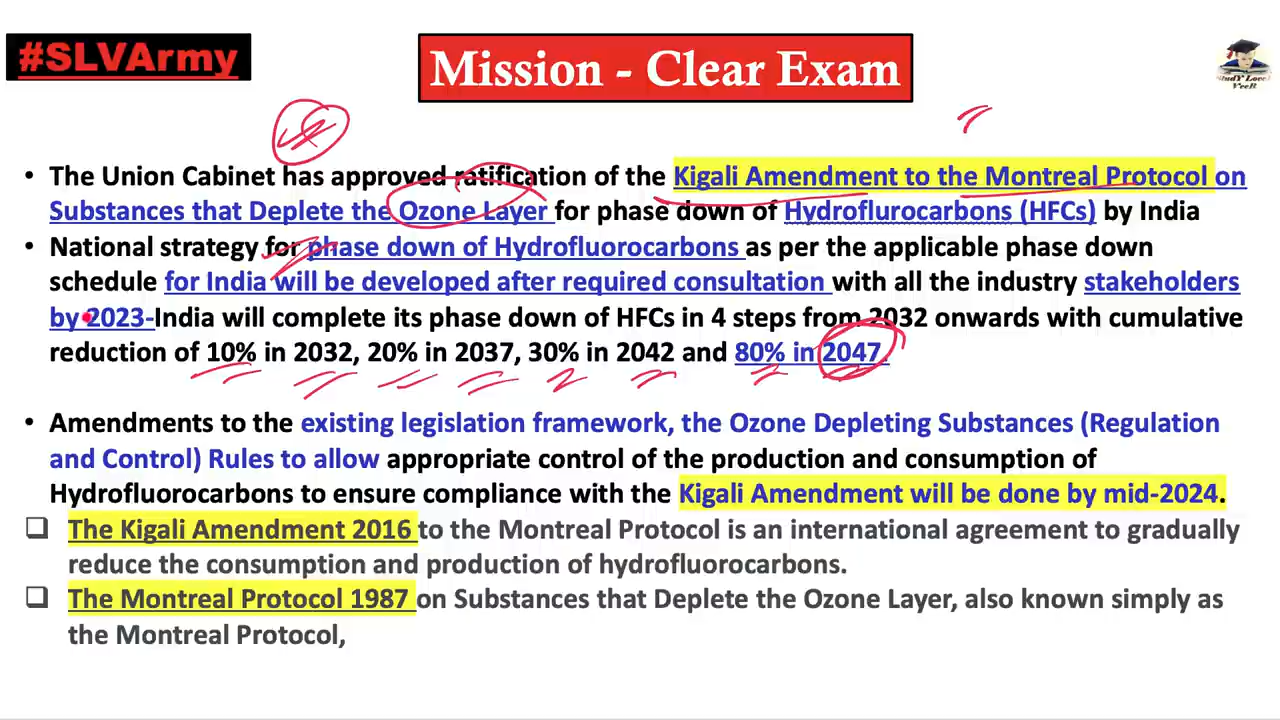 #SLVArmy
Mission - Clear Exam
StudY Lover
VeeR
• The Union Cabinet has approved ratification of the Kigali Amendment to the Montreal Protocol on
Substances that Deplete the Ozone Layer for phase down of Hydroflurocarbons (HFCs) by India
• National strategy for phase down of Hydrofluorocarbons as per the applicable phase down
schedule for India will be developed after required consultation with all the industry stakeholders
by 2023-India will complete its phase down of HFCs in 4 steps from 2032 onwards with cumulative
reduction of 10% in 2032, 20% in 2037, 30% in 2042 and 80% in 2047.
• Amendments to the existing legislation framework, the Ozone Depleting Substances (Regulation
and Control) Rules to allow appropriate control of the production and consumption of
Hydrofluorocarbons to ensure compliance with the Kigali Amendment will be done by mid-2024.
❑ The Kigali Amendment 2016 to the Montreal Protocol is an international agreement to gradually
reduce the consumption and production of hydrofluorocarbons.
❑ The Montreal Protocol 1987 on Substances that Deplete the Ozone Layer, also known simply as
the Montreal Protocol,